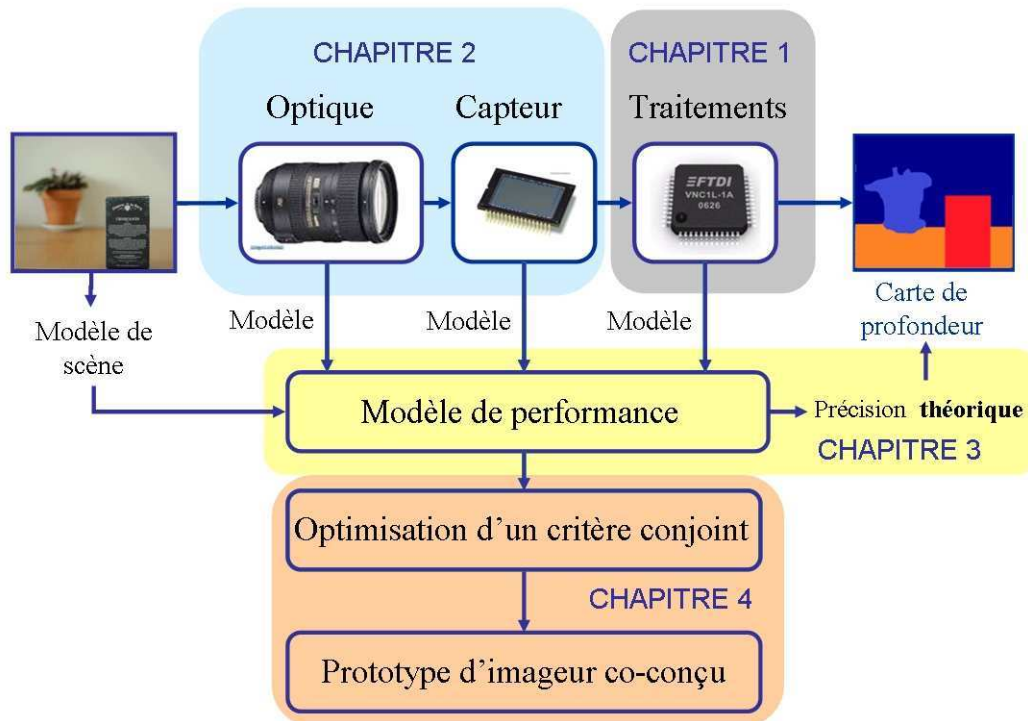 CHAPITRE 2
CHAPITRE 1
Optique
Capteur
Traitements
FTDI
VNC1L-1A
0626
Modèle de
scène
Modèle
Modèle
Modèle
Carte de
profondeur
Modèle de performance
Précision théorique
CHAPITRE 3
Optimisation d'un critère conjoint
CHAPITRE 4
Prototype d'imageur co-conçu